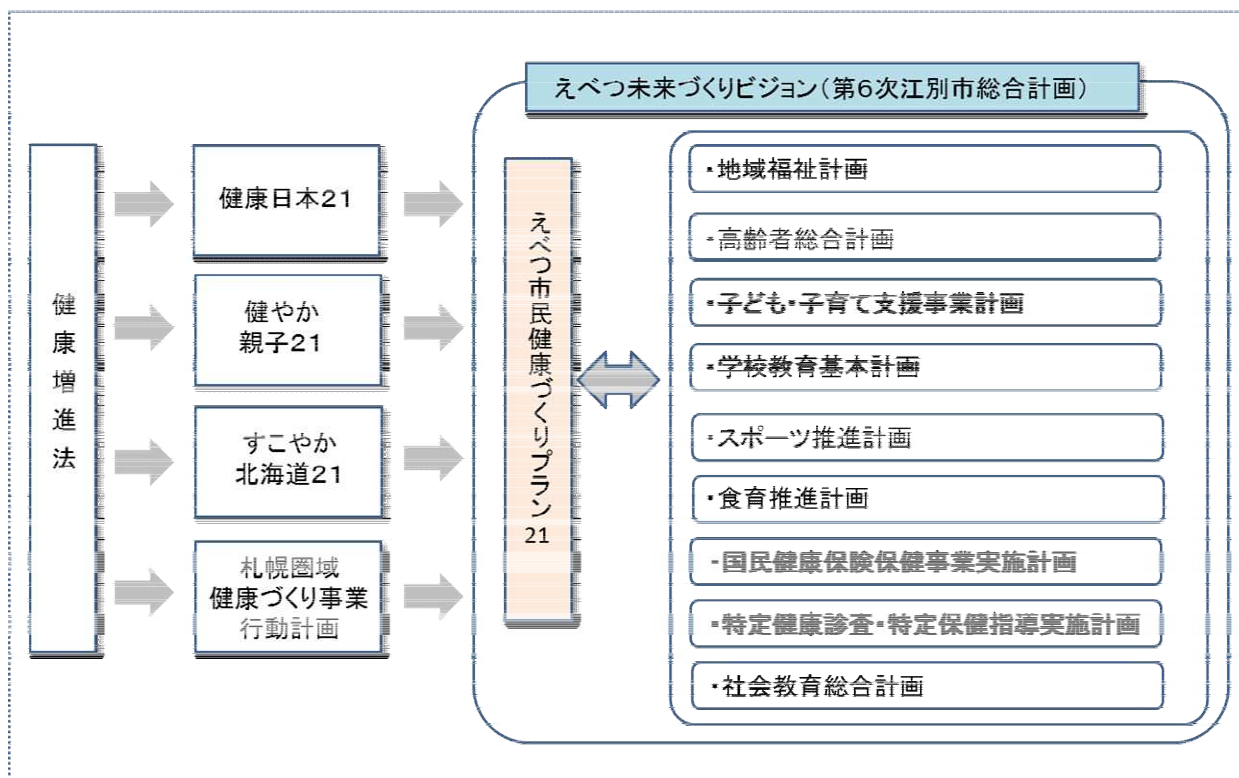 えべつ未来づくりビジョン(第6次江別市総合計画)
健康増進法
健康日本21
健やか
親子21
すこやか
北海道21
札幌圏域
健康づくり事業
行動計画
えべつ市民健康づくりプラン21
・地域福祉計画
・高齢者総合計画
・子ども・子育て支援事業計画
・学校教育基本計画
・スポーツ推進計画
・食育推進計画
・国民健康保険保健事業実施計画
・特定健康診査・特定保健指導実施計画
・社会教育総合計画